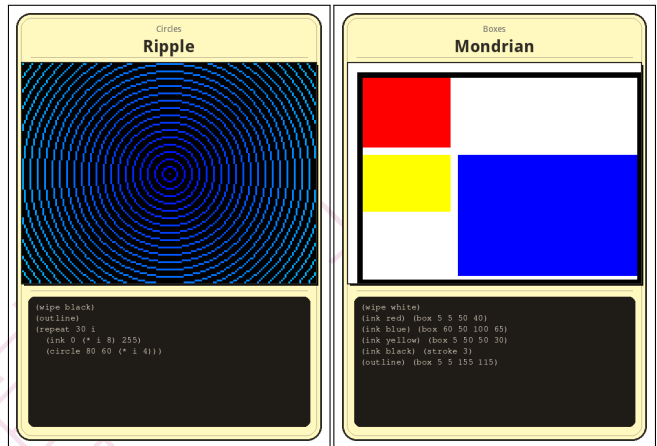 Circles
Ripple
(wipe black)
(outline)
(repeat 30 i
  (ink 0 (* i 8) 255)
  (circle 80 60 (* i 4)))
Boxes
Mondrian
(wipe white)
(ink red) (box 5 5 50 40)
(ink blue) (box 60 50 100 65)
(ink yellow) (box 5 50 50 30)
(ink black) (stroke 3)
(outline) (box 5 5 155 115)